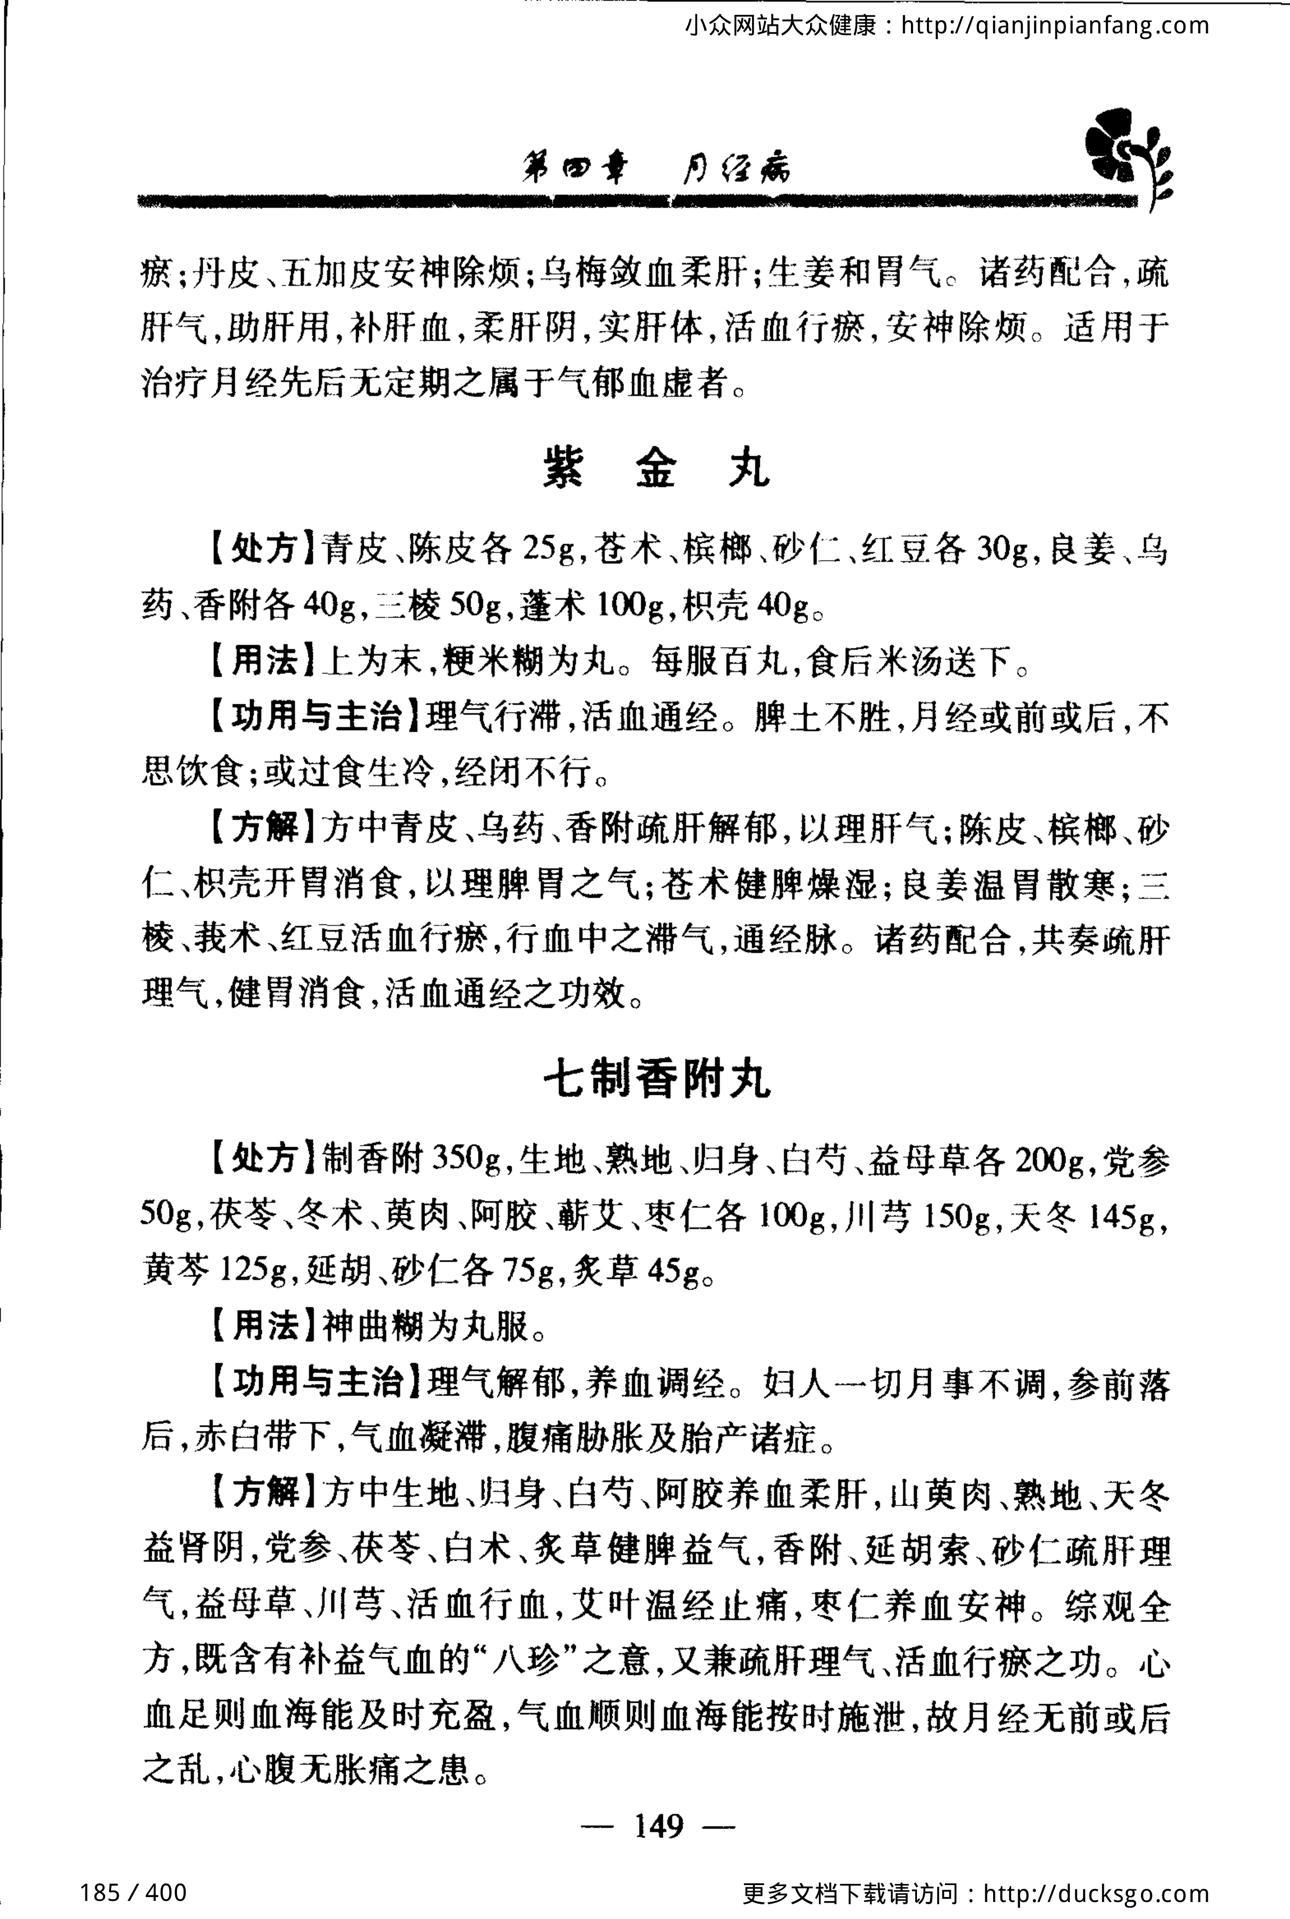 小众网站大众健康：http://qianjinpianfang.com
第四章 月经病
瘀;丹皮、五加皮安神除烦;乌梅敛血柔肝;生姜和胃气。诸药配合,疏
肝气,助肝用,补肝血,柔肝阴,实肝体,活血行瘀,安神除烦。适用于
治疗月经先后无定期之属于气郁血虚者。
紫 金 丸
【处方】青皮、陈皮各 25g,苍术、槟榔、砂仁、红豆各 30g,良姜、乌
药、香附各 40g,三棱 50g,蓬术 100g,枳壳 40g。
【用法】上为末,粳米糊为丸。每服百丸,食后米汤送下。
【功用与主治】理气行滞,活血通经。脾土不胜,月经或前或后,不
思饮食;或过食生冷,经闭不行。
【方解】方中青皮、乌药、香附疏肝解郁,以理肝气;陈皮、槟榔、砂
仁、枳壳开胃消食,以理脾胃之气;苍术健脾燥湿;良姜温胃散寒;三
棱、莪术、红豆活血行瘀,行血中之滞气,通经脉。诸药配合,共奏疏肝
理气,健胃消食,活血通经之功效。
七制香附丸
【处方】制香附 350g,生地、熟地、归身、白芍、益母草各 200g,党参
50g,茯苓、冬术、萸肉、阿胶、蕲艾、枣仁各 100g,川芎 150g,天冬 145g,
黄芩 125g,延胡、砂仁各 75g,炙草 45g。
【用法】神曲糊为丸服。
【功用与主治】理气解郁,养血调经。妇人一切月事不调,参前落
后,赤白带下,气血凝滞,腹痛胁胀及胎产诸症。
【方解】方中生地、归身、白芍、阿胶养血柔肝,山萸肉、熟地、天冬
益肾阴,党参、茯苓、白术、炙草健脾益气,香附、延胡索、砂仁疏肝理
气,益母草、川芎、活血行血,艾叶温经止痛,枣仁养血安神。综观全
方,既含有补益气血的“八珍”之意,又兼疏肝理气、活血行瘀之功。心
血足则血海能及时充盈,气血顺则血海能按时施泄,故月经无前或后
之乱,心腹无胀痛之患。
— 149 —
185 / 400
更多文档下载请访问：http://ducksgo.com